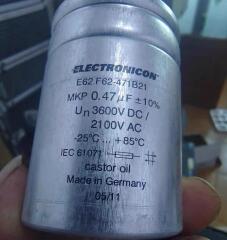 ELECTRONICON
E62.F62-471B21
MKP 0.47µF ±10%
Un 3600V DC /
2100V AC
-25°C ... +85°C
IEC 61071
castor oil
Made in Germany
05/11